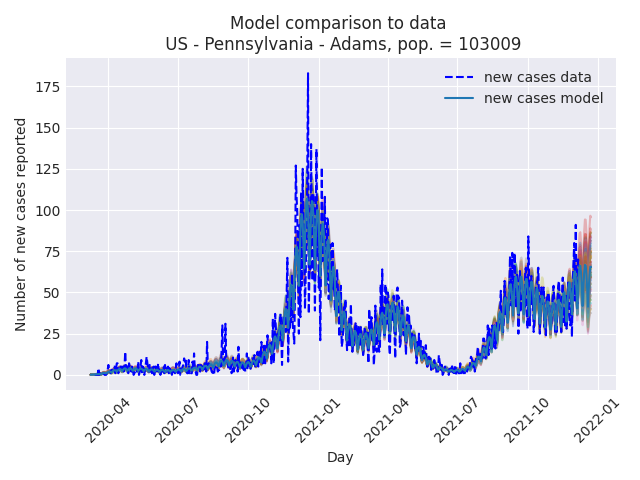 Model comparison to data
US - Pennsylvania - Adams, pop. = 103009
new cases data
new cases model
Number of new cases reported
175
150
125
100
75
50
25
0
2020-04
2020-07
2020-10
2021-01
2021-04
2021-07
2021-10
2022-01
Day